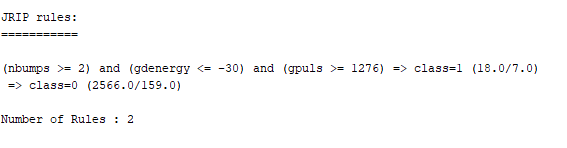 JRIP rules:
===========
(nbumps >= 2) and (gdenergy <= -30) and (gpuls >= 1276) => class=1 (18.0/7.0)
 => class=0 (2566.0/159.0)
Number of Rules : 2